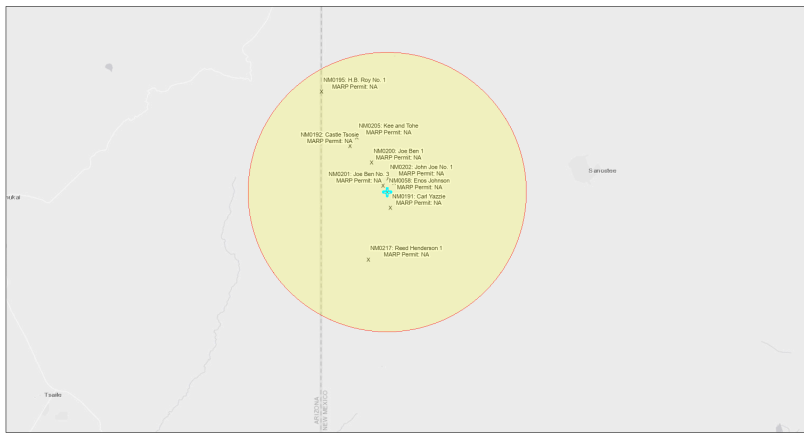 NM0195: H.B. Roy No. 1
MARP Permit: NA
NM0205: Kee and Tohe
MARP Permit: NA
NM0192: Castle Tsosie
MARP Permit: NA
NM0200: Joe Ben 1
MARP Permit: NA
NM0202: John Joe No. 1
MARP Permit: NA
NM0201: Joe Ben No. 3
MARP Permit: NA
NM0058: Enos Johnson
MARP Permit: NA
NM0191: Carl Yazzie
MARP Permit: NA
NM0217: Reed Henderson 1
MARP Permit: NA
Sanostee
ukai
Tsaile
ARIZONA
NEW MEXICO